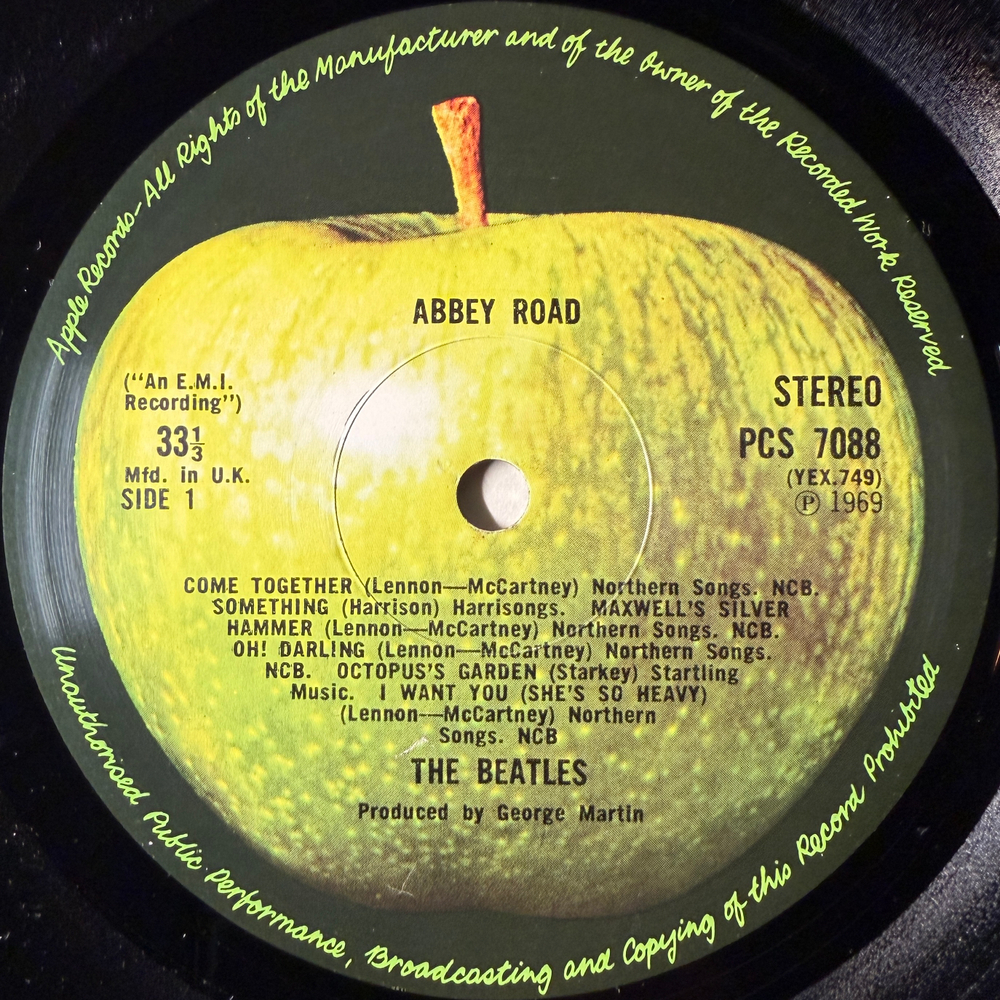 Apple Records- All Rights of the Manufacturer and of the Owner of the Recorded Work Reserved
ABBEY ROAD
("An E.M.I.
Recording")
33⅓
Mfd. in U.K.
SIDE 1
STEREO
PCS 7088
(YEX.749)
Ⓟ 1969
COME TOGETHER (Lennon—McCartney) Northern Songs. NCB.
SOMETHING (Harrison) Harrisongs. MAXWELL'S SILVER
HAMMER (Lennon—McCartney) Northern Songs. NCB.
OH! DARLING (Lennon—McCartney) Northern Songs.
NCB. OCTOPUS'S GARDEN (Starkey) Startling
Music. I WANT YOU (SHE'S SO HEAVY)
(Lennon—McCartney) Northern
Songs. NCB
THE BEATLES
Produced by George Martin
Unauthorised Public Performance, Broadcasting and Copying of this Record Prohibited